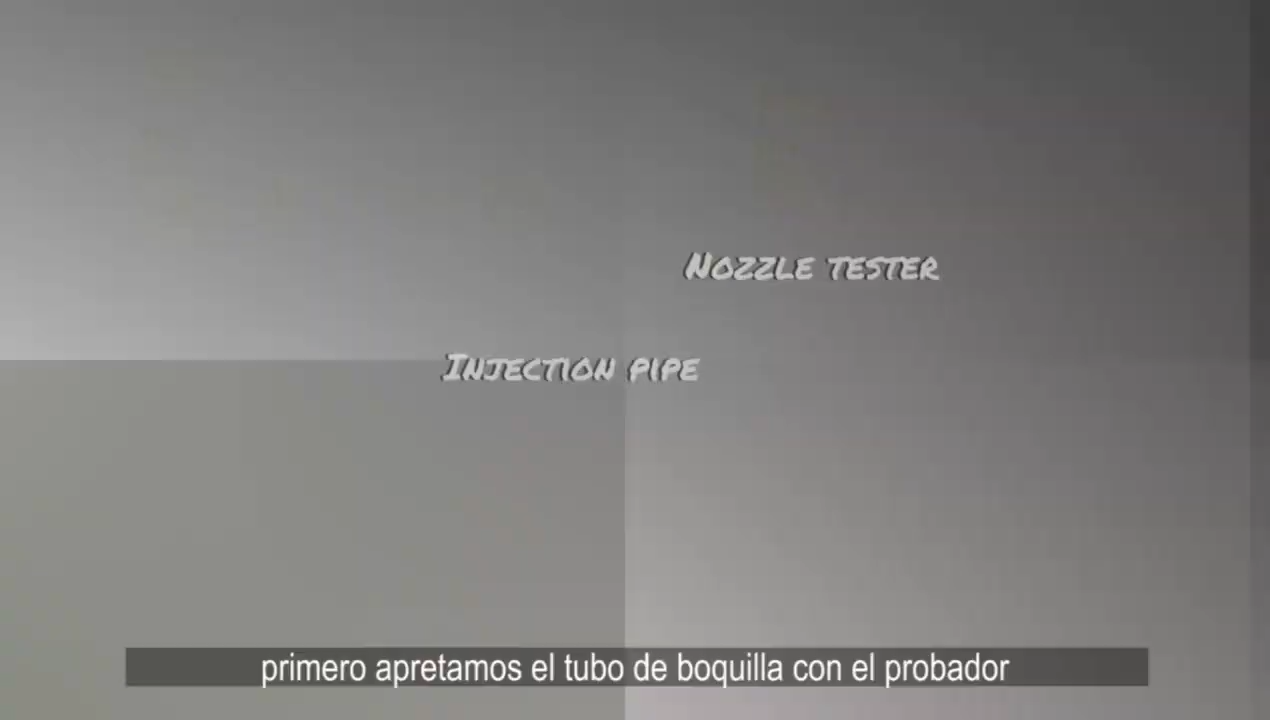 Nozzle tester
Injection pipe
primero apretamos el tubo de boquilla con el probador